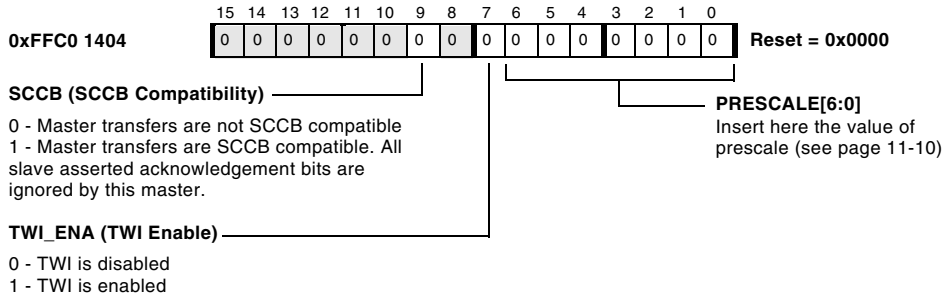 15 14 13 12 11 10 9 8 7 6 5 4 3 2 1 0
0xFFC0 1404
0 0 0 0 0 0 0 0 0 0 0 0 0 0 0 0
Reset = 0x0000
SCCB (SCCB Compatibility)
0 - Master transfers are not SCCB compatible
1 - Master transfers are SCCB compatible. All
slave asserted acknowledgement bits are
ignored by this master.
PRESCALE[6:0]
Insert here the value of
prescale (see page 11-10)
TWI_ENA (TWI Enable)
0 - TWI is disabled
1 - TWI is enabled